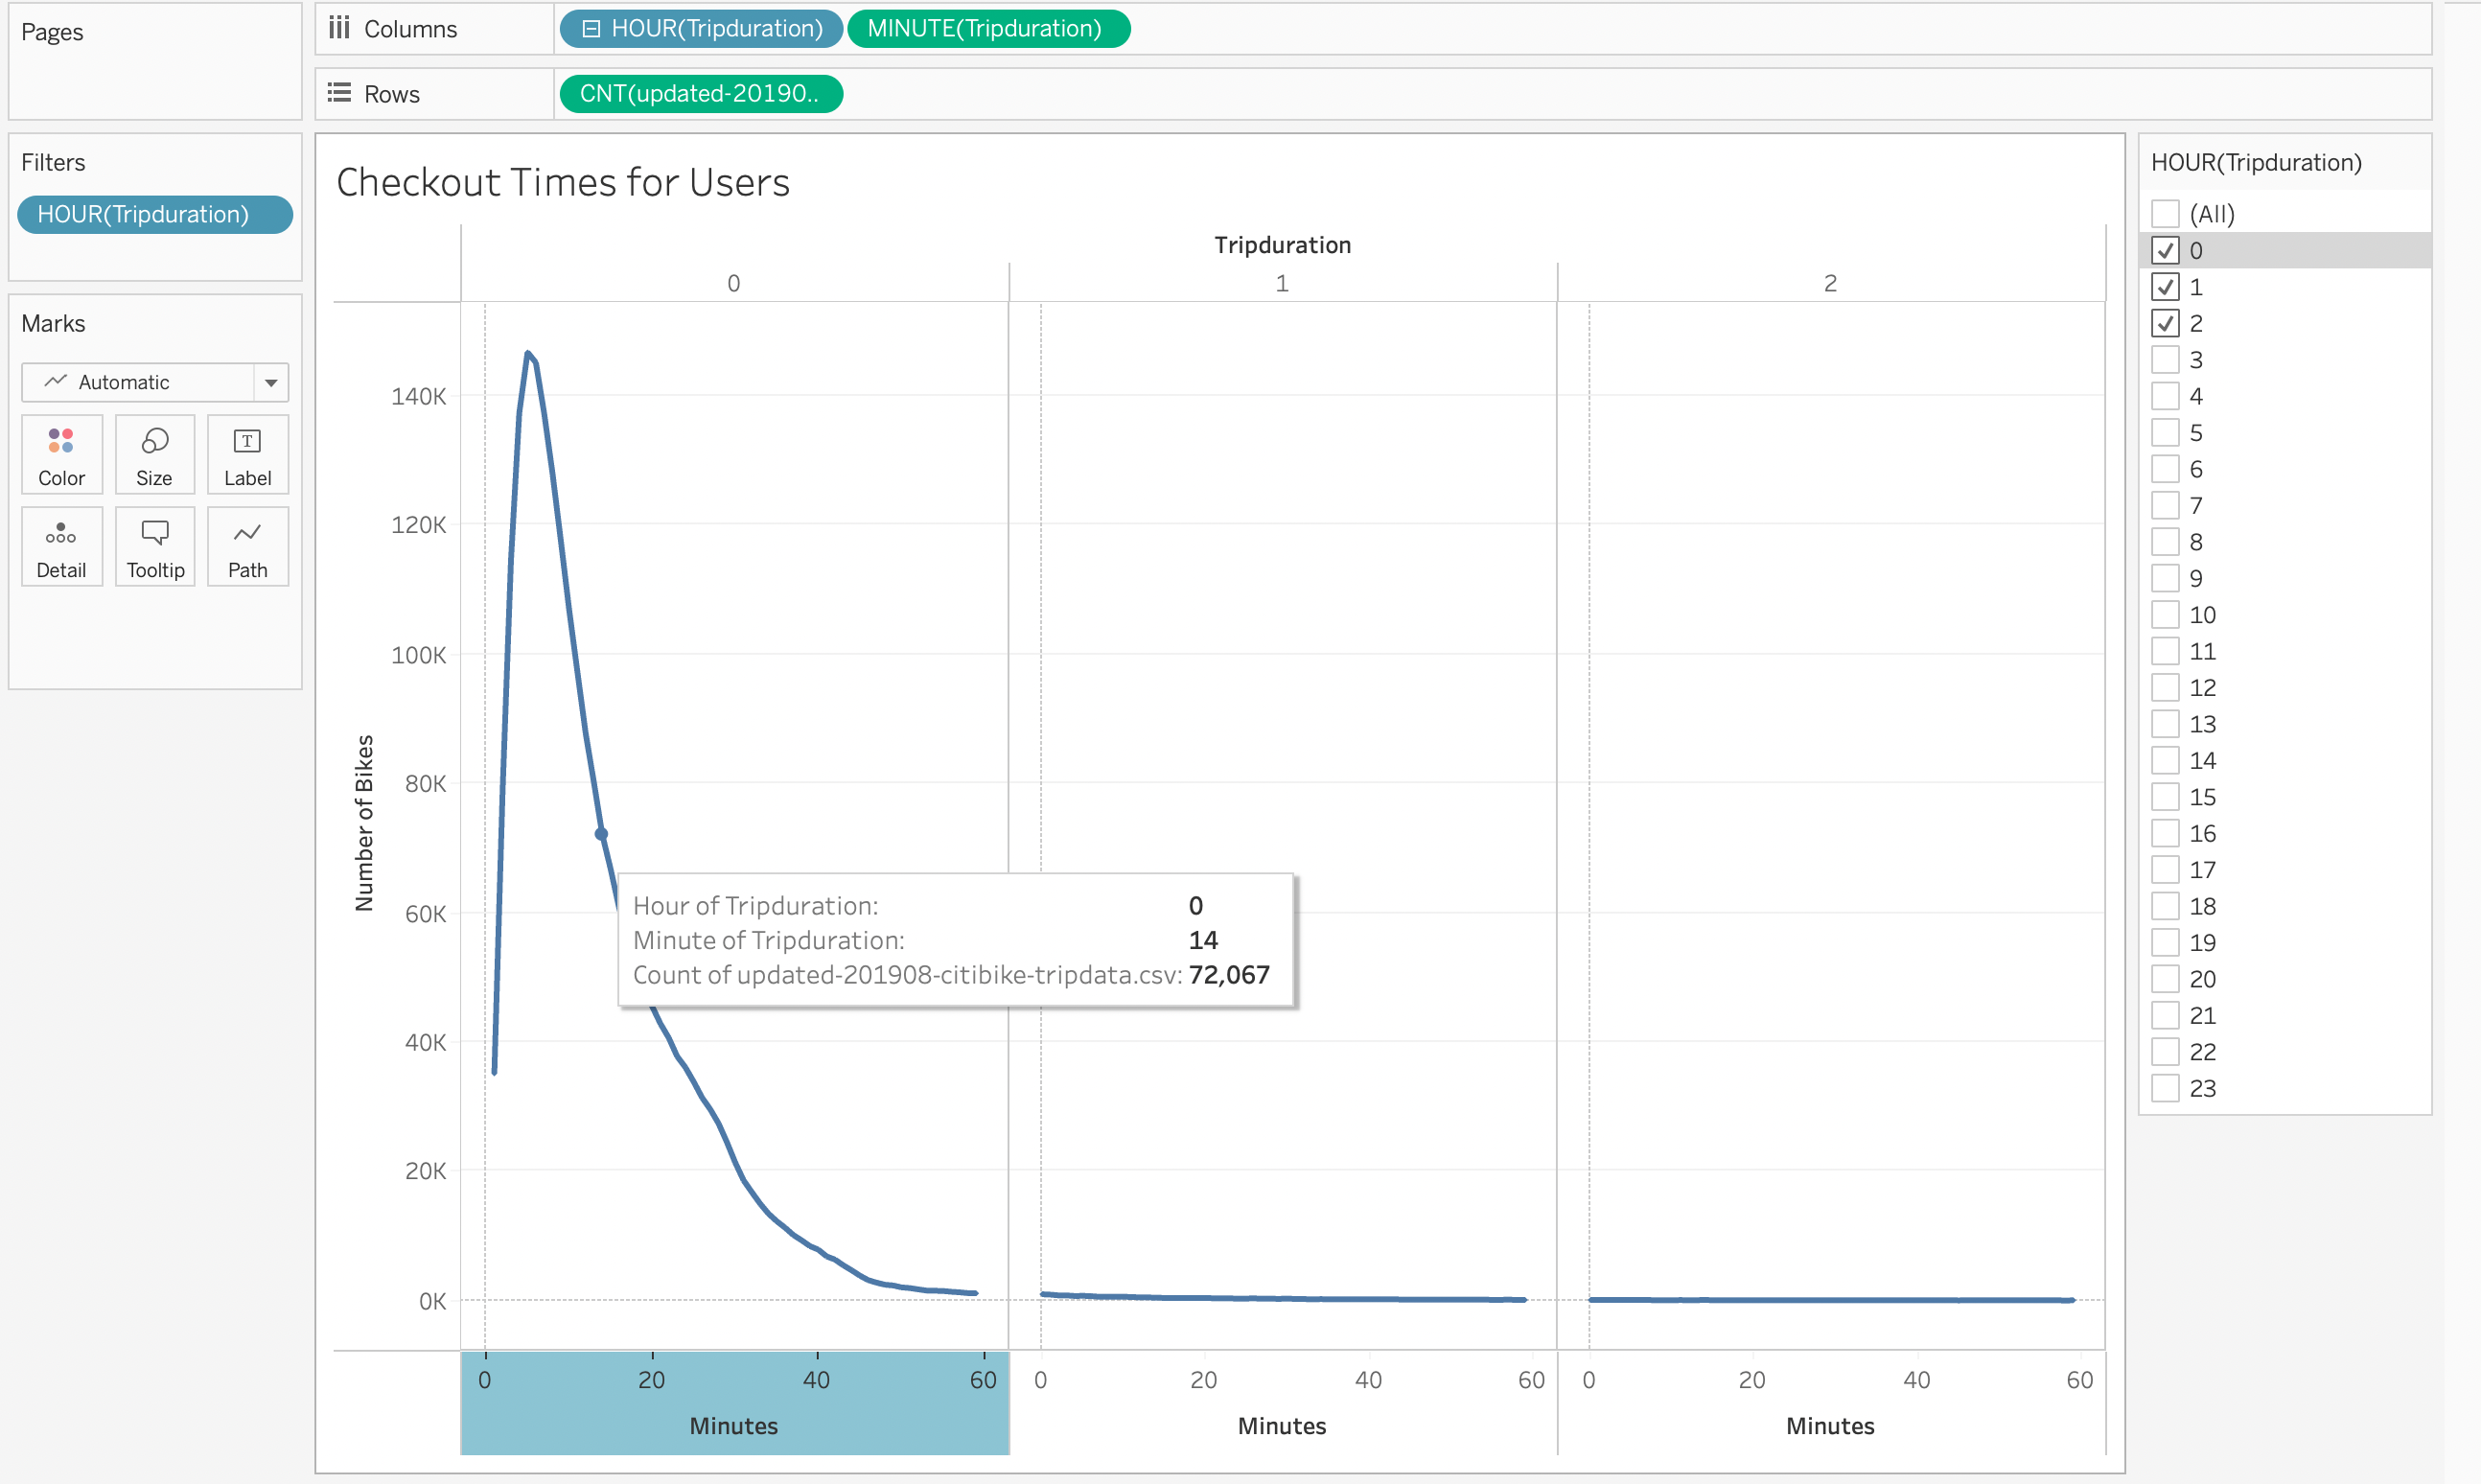 Pages
Columns
HOUR(Tripduration)
MINUTE(Tripduration)
Rows
CNT(updated-20190..
Filters
HOUR(Tripduration)
Marks
Automatic
Color
Size
Label
Detail
Tooltip
Path
Checkout Times for Users
Tripduration
0
1
2
Number of Bikes
140K
120K
100K
80K
60K
40K
20K
0K
Hour of Tripduration: 0
Minute of Tripduration: 14
Count of updated-201908-citibike-tripdata.csv: 72,067
0 20 40 60
0 20 40 60
0 20 40 60
Minutes
Minutes
Minutes
HOUR(Tripduration)
(All)
0
1
2
3
4
5
6
7
8
9
10
11
12
13
14
15
16
17
18
19
20
21
22
23